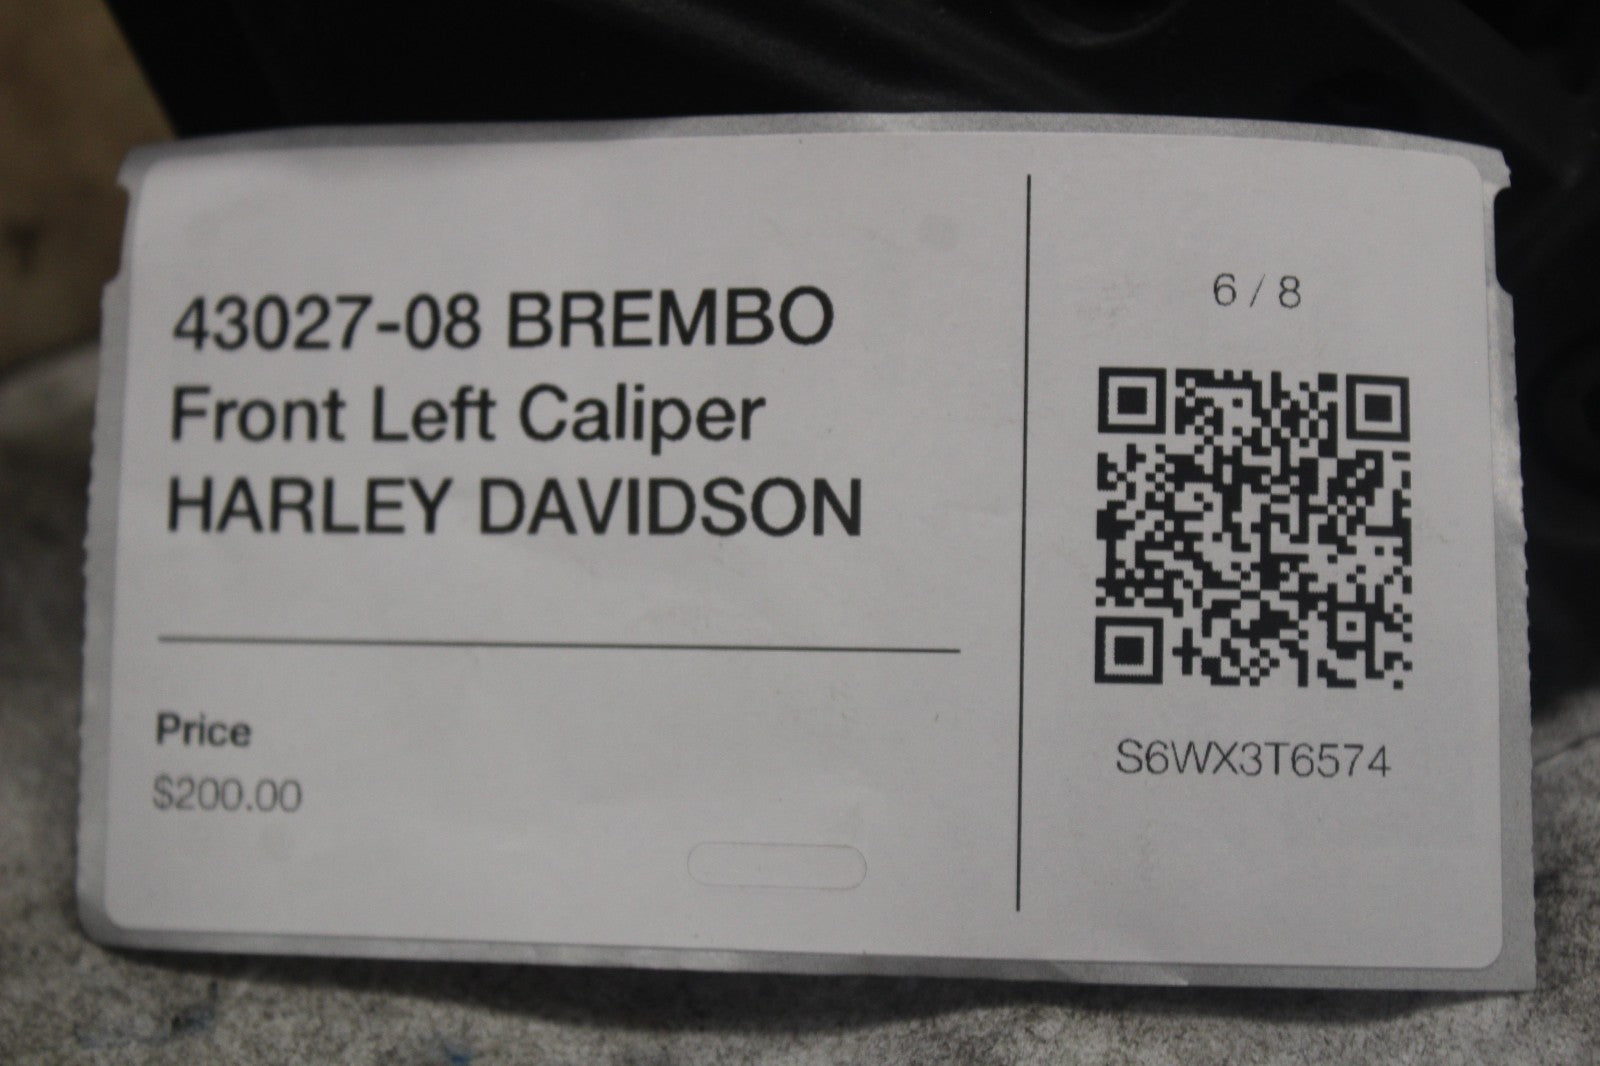 43027-08 BREMBO
Front Left Caliper
HARLEY DAVIDSON
Price
$200.00
6 / 8
S6WX3T6574